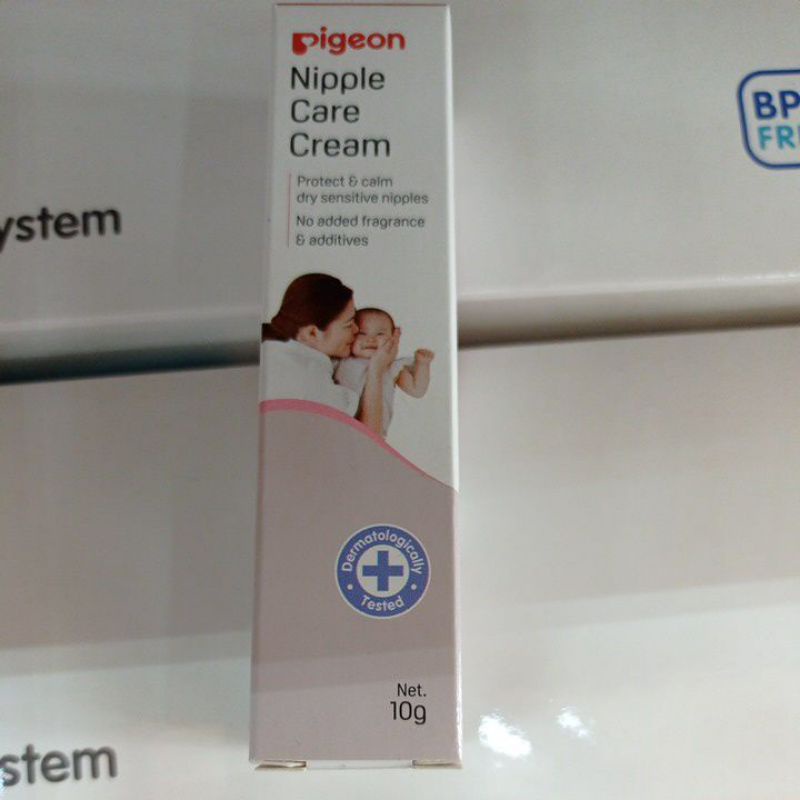 pigeon
Nipple
Care
Cream
Protect & calm
dry sensitive nipples
No added fragrance
& additives
Dermatologically
Tested
Net.
10g
ystem
stem
BP
FR